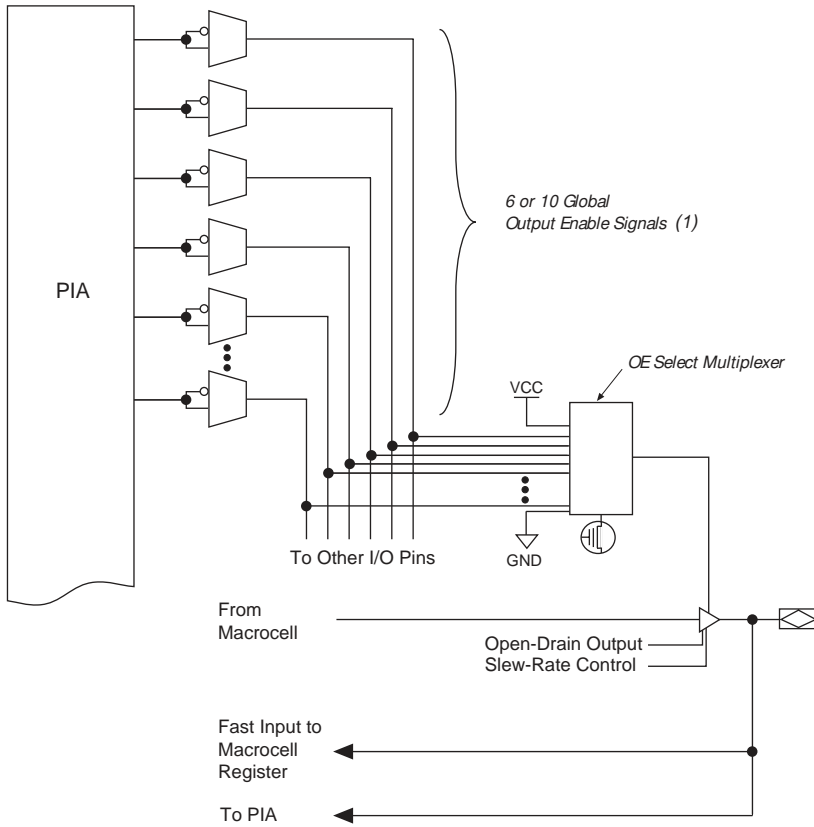 PIA
6 or 10 Global
Output Enable Signals (1)
OE Select Multiplexer
VCC
GND
To Other I/O Pins
From
Macrocell
Open-Drain Output
Slew-Rate Control
Fast Input to
Macrocell
Register
To PIA